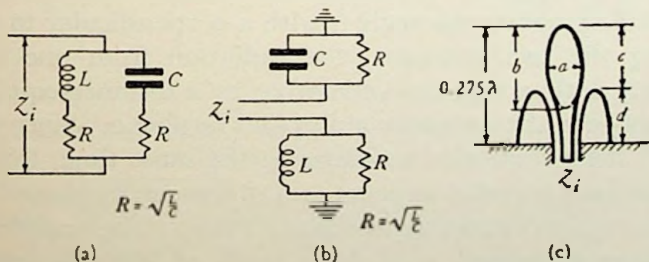 Z_i
L
C
R
R
R = √(L/C)
(a)
C
R
Z_i
L
R
R = √(L/C)
(b)
0.275λ
b
a
c
d
Z_i
(c)